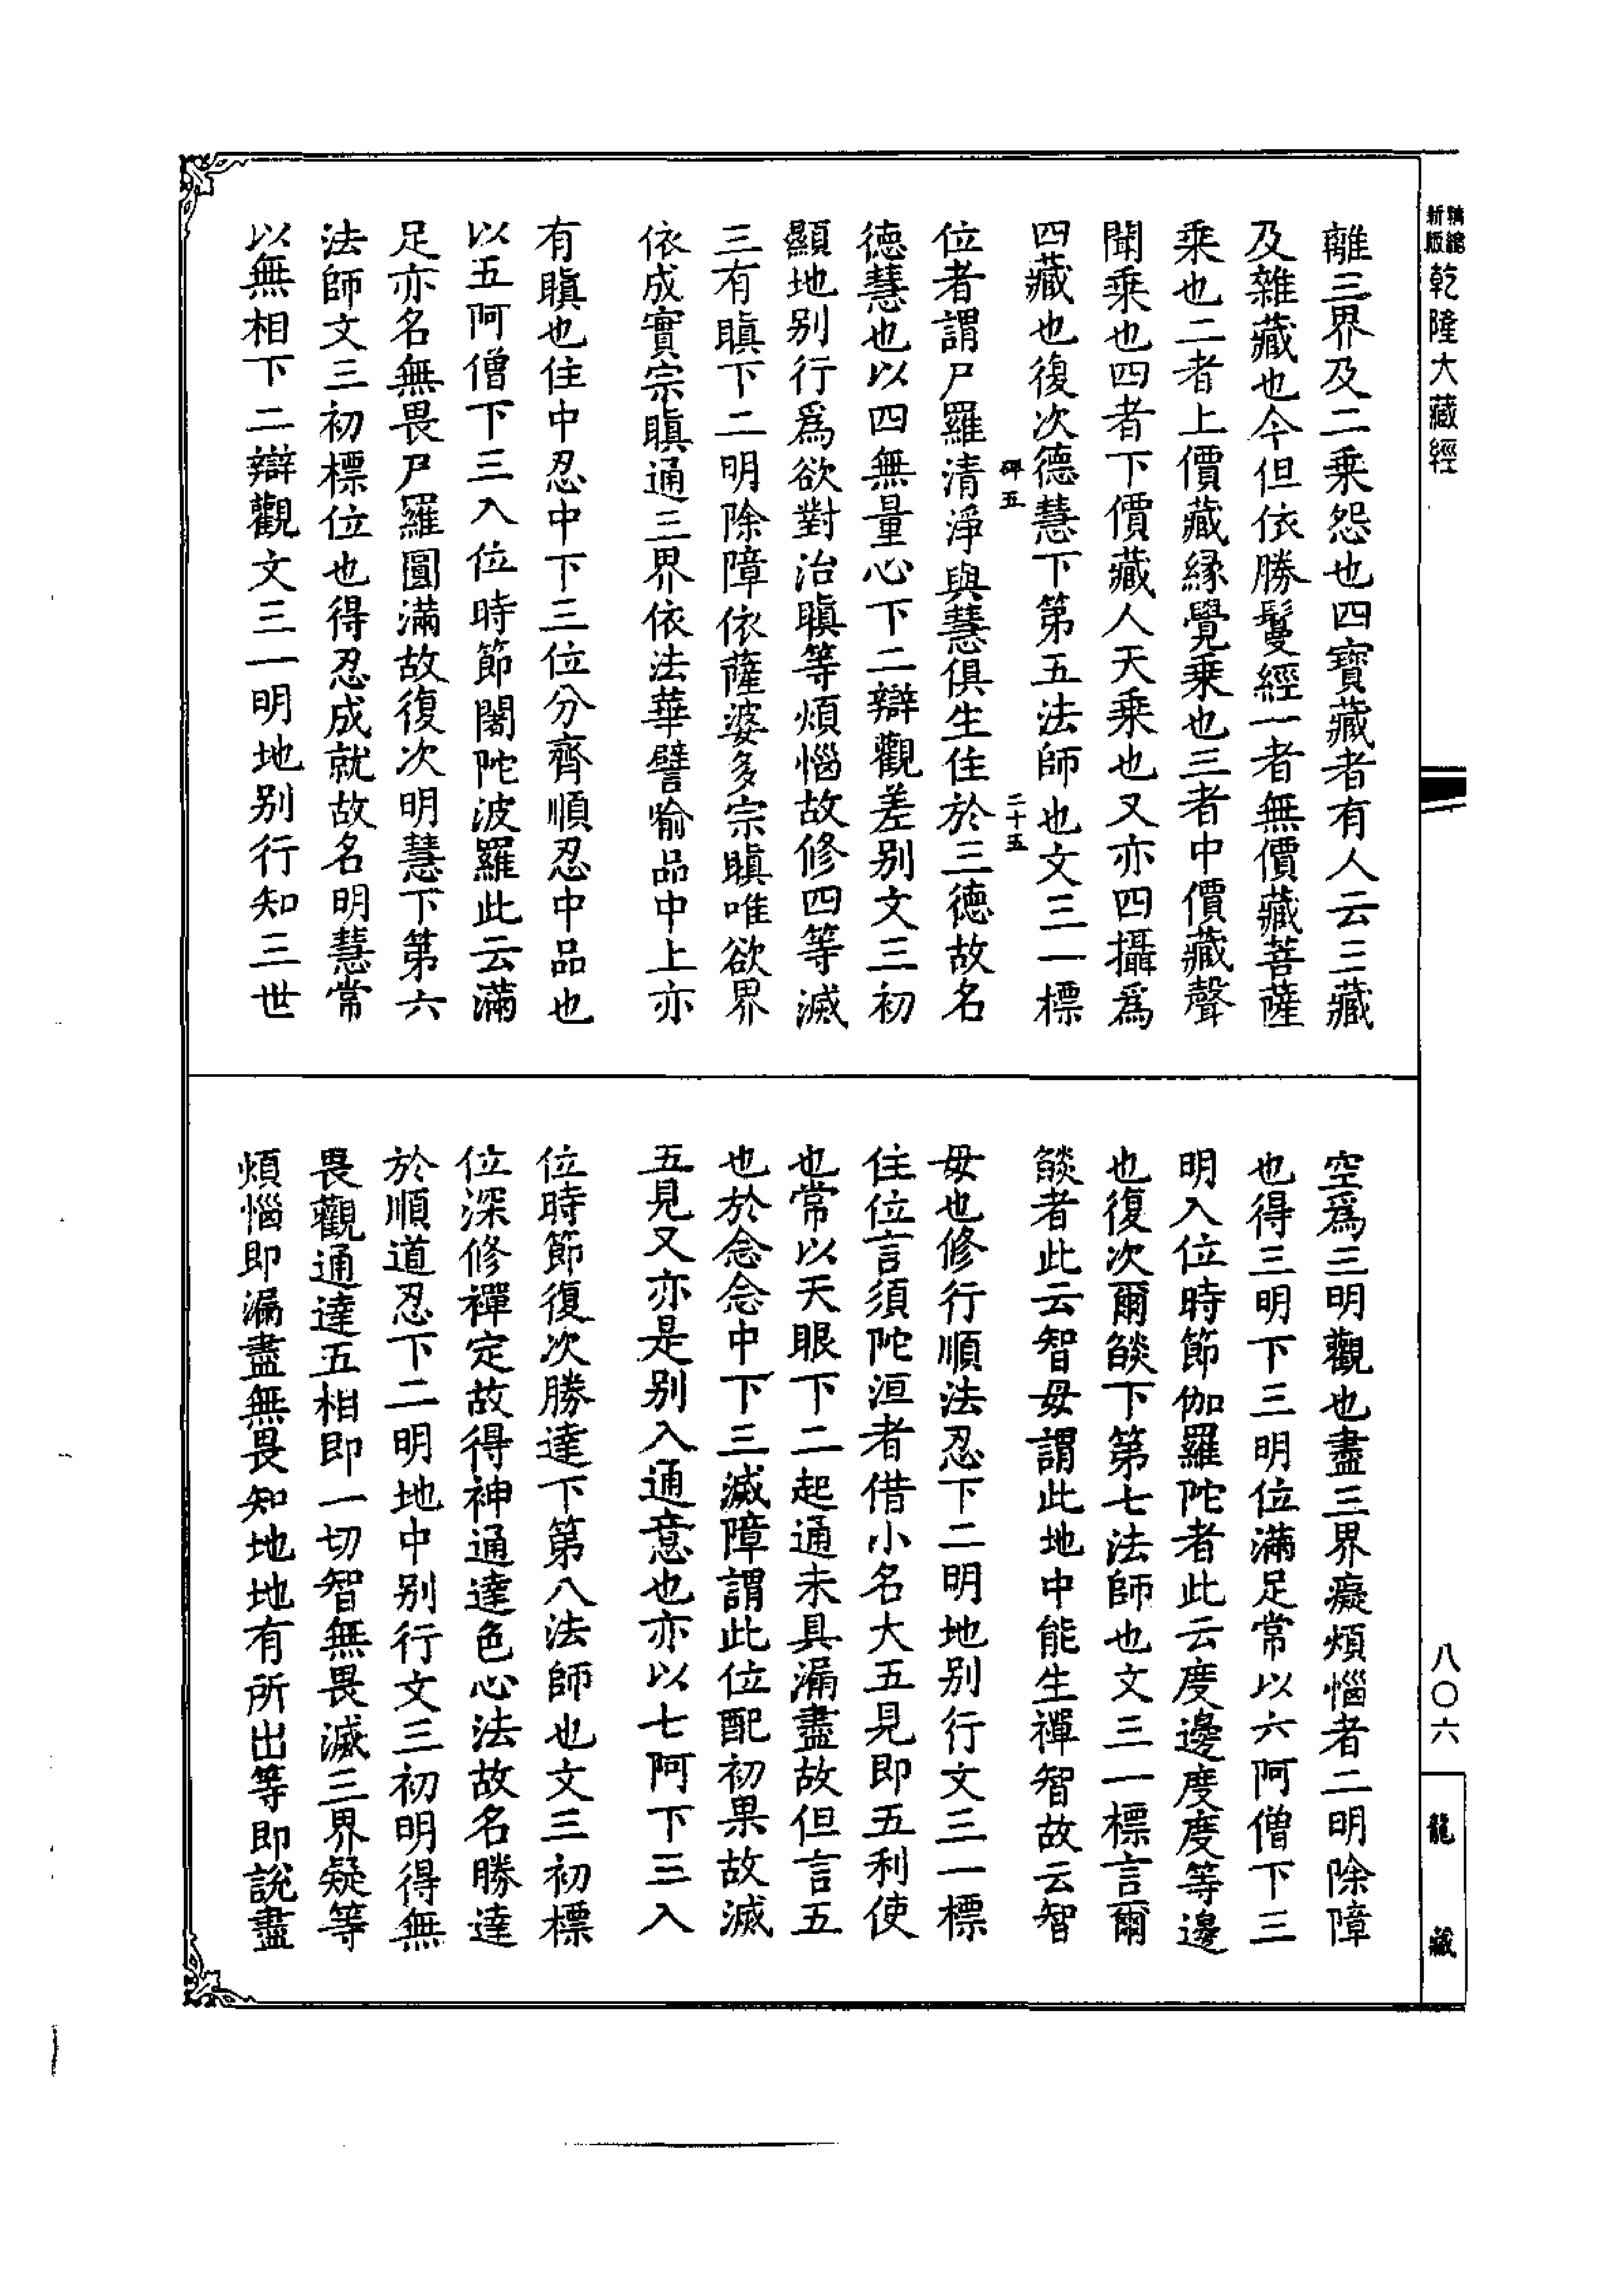 新版精縮乾隆大藏經
離三界及二乘怨也四寶藏者有人云三藏
及雜藏也今但依勝鬘經一者無價藏菩薩
乘也二者上價藏縁覺乘也三者中價藏聲
聞乘也四者下價藏人天乘也又亦四攝爲
四藏也復次德慧下第五法師也文三一標
碑五
二十五
位者謂尸羅清淨與慧俱生住於三德故名
德慧也以四無量心下二辯觀差别文三初
顯地别行爲欲對治瞋等煩惱故修四等滅
三有瞋下二明除障依薩婆多宗瞋唯欲界
依成實宗瞋通三界依法華譬喻品中上亦
有瞋也住中忍中下三位分齊順忍中品也
以五阿僧下三入位時節闍陀波羅此云滿
足亦名無畏尸羅圓滿故復次明慧下第六
法師文三初標位也得忍成就故名明慧常
以無相下二辯觀文三一明地别行知三世
空爲三明觀也盡三界癡煩惱者二明除障
也得三明下三明位滿足常以六阿僧下三
明入位時節伽羅陀者此云度邊度度等邊
也復次爾燄下第七法師也文三一標言爾
燄者此云智毋謂此地中能生禪智故云智
毋也修行順法忍下二明地别行文三一標
住位言須陀洹者借小名大五見即五利使
也常以天眼下二起通未具漏盡故但言五
也於念念中下三滅障謂此位配初果故滅
五見又亦是别入通意也亦以七阿下三入
位時節復次勝達下第八法師也文三初標
位深修禪定故得神通達色心法故名勝達
於順道忍下二明地中别行文三初明得無
畏觀通達五相即一切智無畏滅三界疑等
煩惱即漏盡無畏知地地有所出等即說盡
八〇六
龍藏